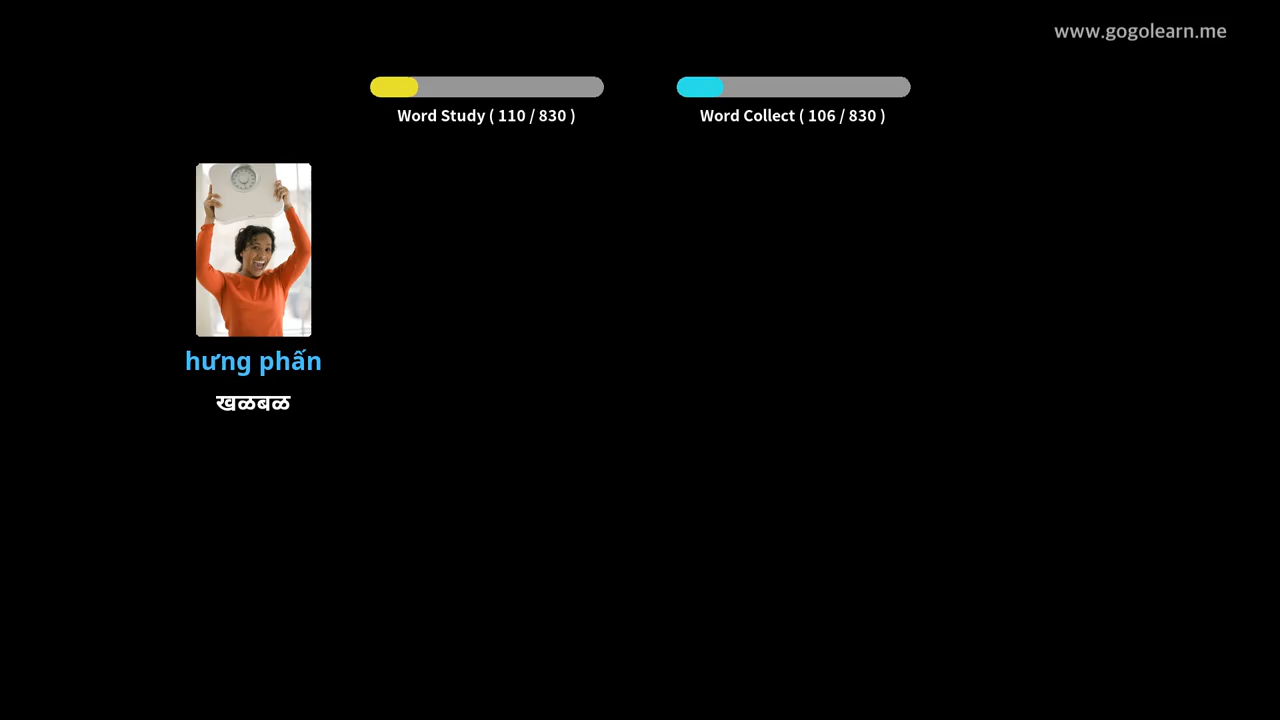 www.gogolearn.me
Word Study ( 110 / 830 )
Word Collect ( 106 / 830 )
hưng phấn
खळबळ